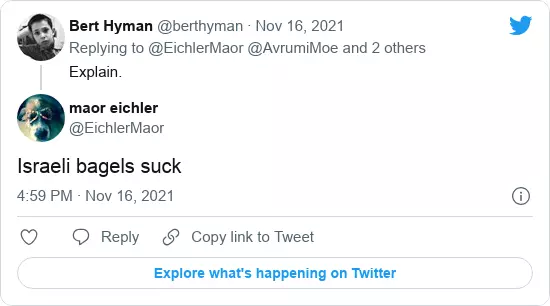 Bert Hyman @berthyman · Nov 16, 2021
Replying to @EichlerMaor @AvrumiMoe and 2 others
Explain.
maor eichler
@EichlerMaor
Israeli bagels suck
4:59 PM · Nov 16, 2021
Reply
Copy link to Tweet
Explore what's happening on Twitter